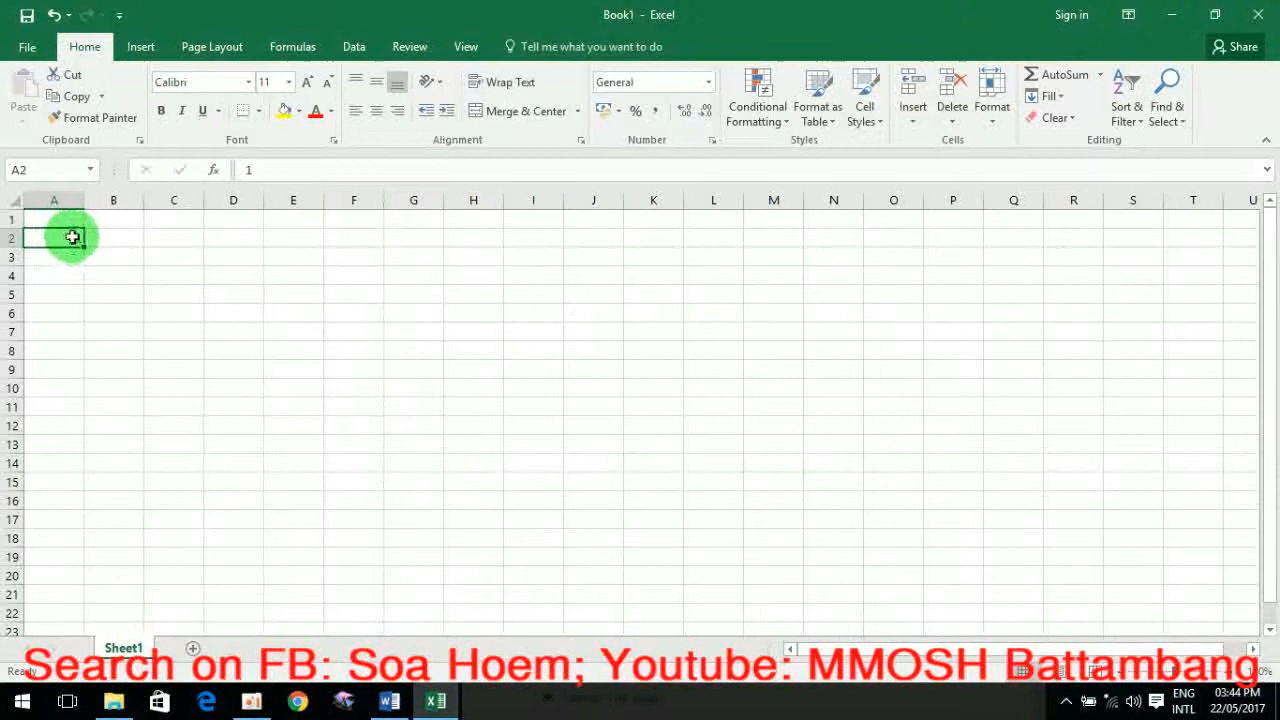 Book1 - Excel
Sign in
File
Home
Insert
Page Layout
Formulas
Data
Review
View
Tell me what you want to do
Share
Paste
Cut
Copy
Format Painter
Clipboard
Calibri
11
B
I
U
Font
Wrap Text
Merge & Center
Alignment
General
%
Number
Conditional
Formatting
Format as
Table
Cell
Styles
Styles
Insert
Delete
Format
Cells
AutoSum
Fill
Clear
Sort &
Filter
Find &
Select
Editing
A2
fx
1
A B C D E F G H I J K L M N O P Q R S T U
1
2
3
4
5
6
7
8
9
10
11
12
13
14
15
16
17
18
19
20
21
22
23
Sheet1
Search on FB: Soa Hoem; Youtube: MMOSH Battambang
ENG
INTL
03:44 PM
22/05/2017